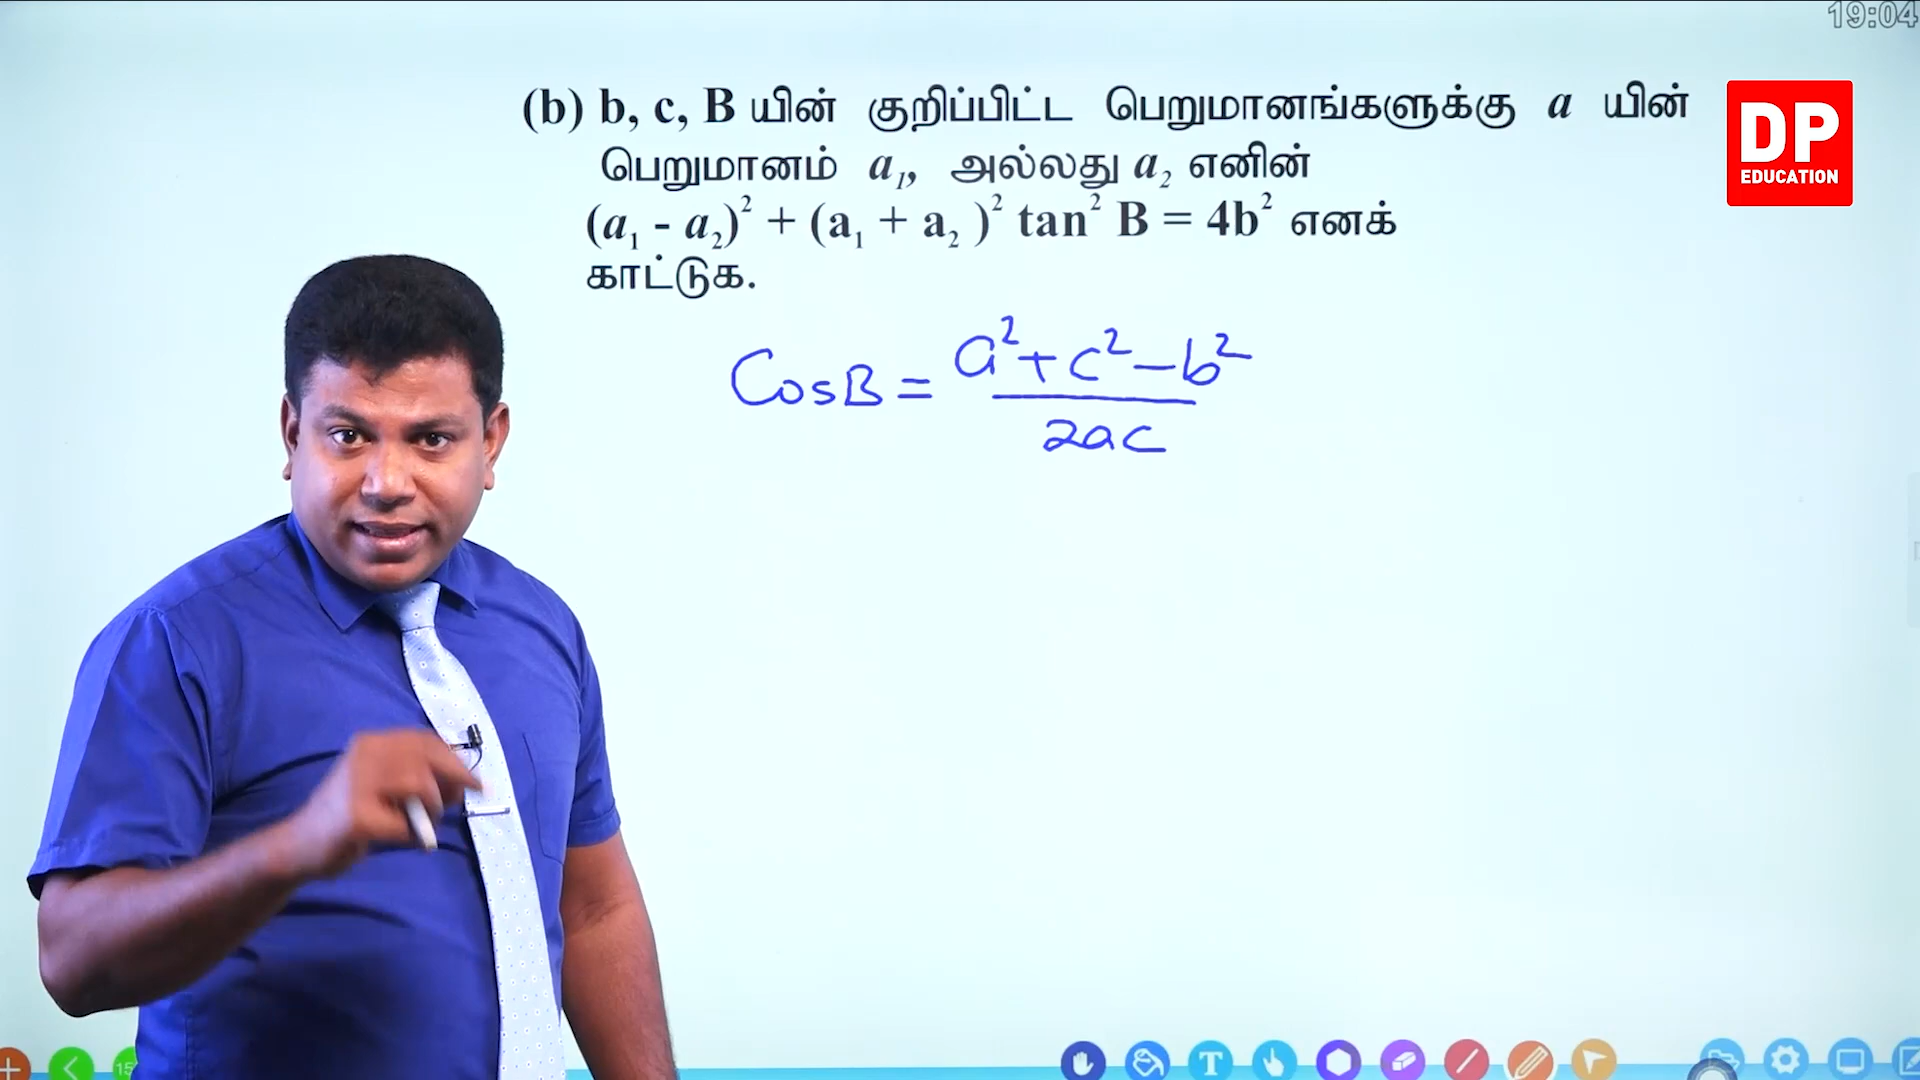 19:04
DP
EDUCATION
(b) b, c, B யின் குறிப்பிட்ட பெறுமானங்களுக்கு a யின்
பெறுமானம் a₁, அல்லது a₂ எனின்
(a₁ - a₂)² + (a₁ + a₂ )² tan² B = 4b² எனக்
காட்டுக.
CosB = a²+c²-b² / 2ac
T
15